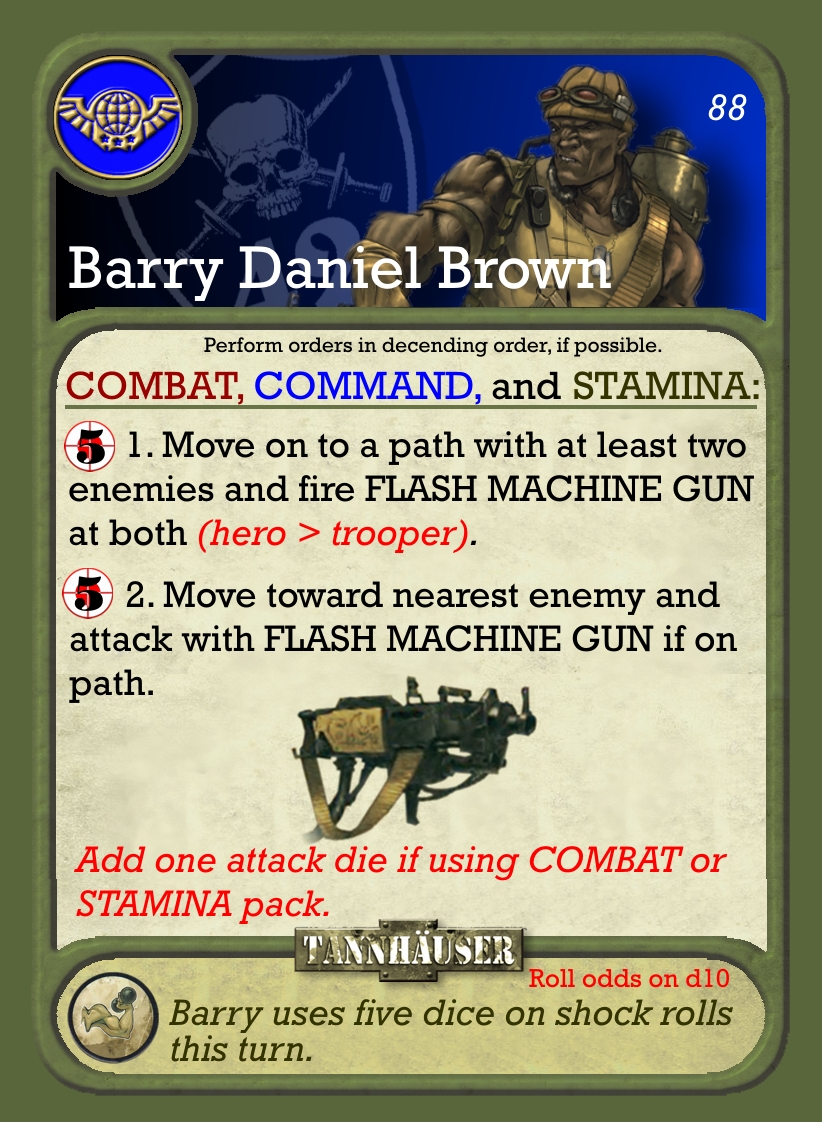 88
Barry Daniel Brown
Perform orders in decending order, if possible.
COMBAT, COMMAND, and STAMINA:
5 1. Move on to a path with at least two
enemies and fire FLASH MACHINE GUN
at both (hero > trooper).
5 2. Move toward nearest enemy and
attack with FLASH MACHINE GUN if on
path.
Add one attack die if using COMBAT or
STAMINA pack.
TANNHÄUSER
Roll odds on d10
Barry uses five dice on shock rolls
this turn.